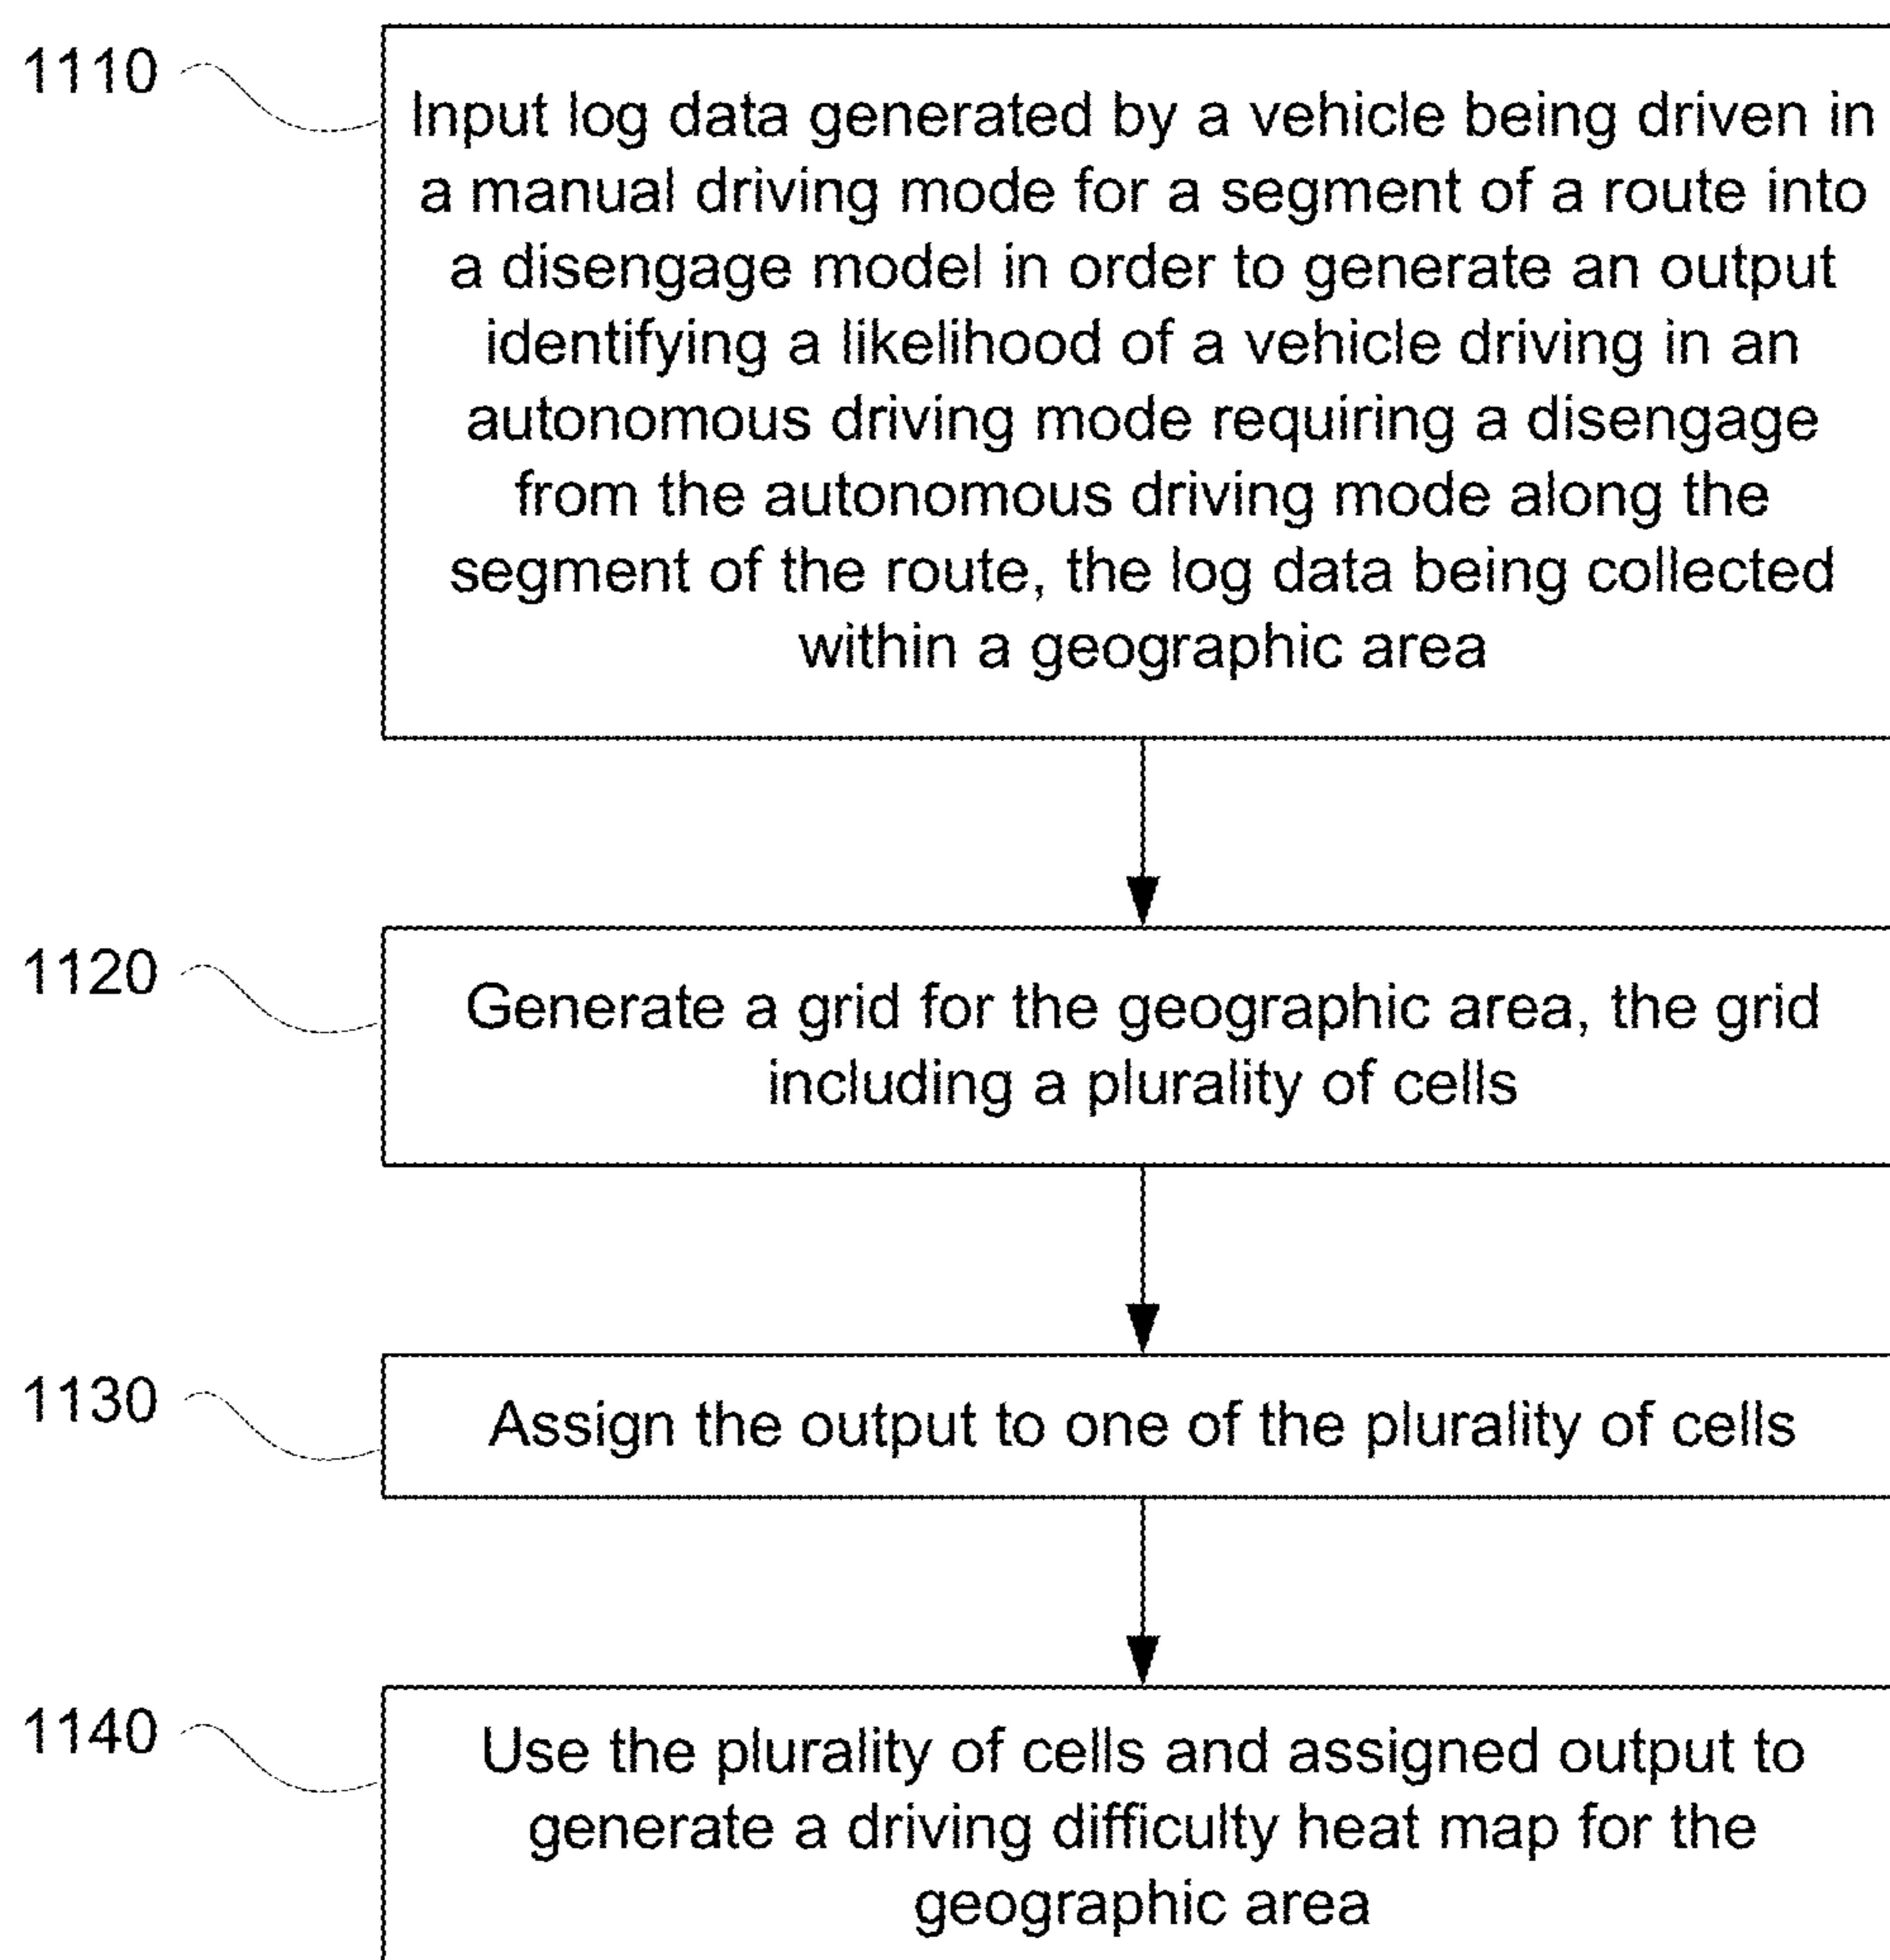 1110
Input log data generated by a vehicle being driven in
a manual driving mode for a segment of a route into
a disengage model in order to generate an output
identifying a likelihood of a vehicle driving in an
autonomous driving mode requiring a disengage
from the autonomous driving mode along the
segment of the route, the log data being collected
within a geographic area
1120
Generate a grid for the geographic area, the grid
including a plurality of cells
1130
Assign the output to one of the plurality of cells
1140
Use the plurality of cells and assigned output to
generate a driving difficulty heat map for the
geographic area